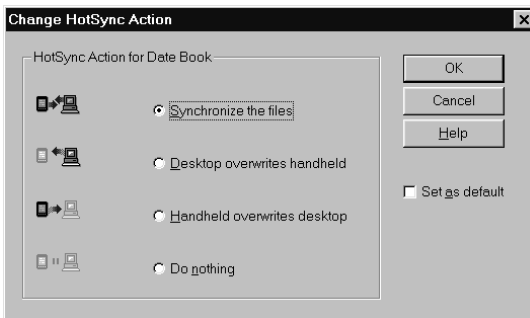 Change HotSync Action
HotSync Action for Date Book
Synchronize the files
Desktop overwrites handheld
Handheld overwrites desktop
Do nothing
OK
Cancel
Help
Set as default